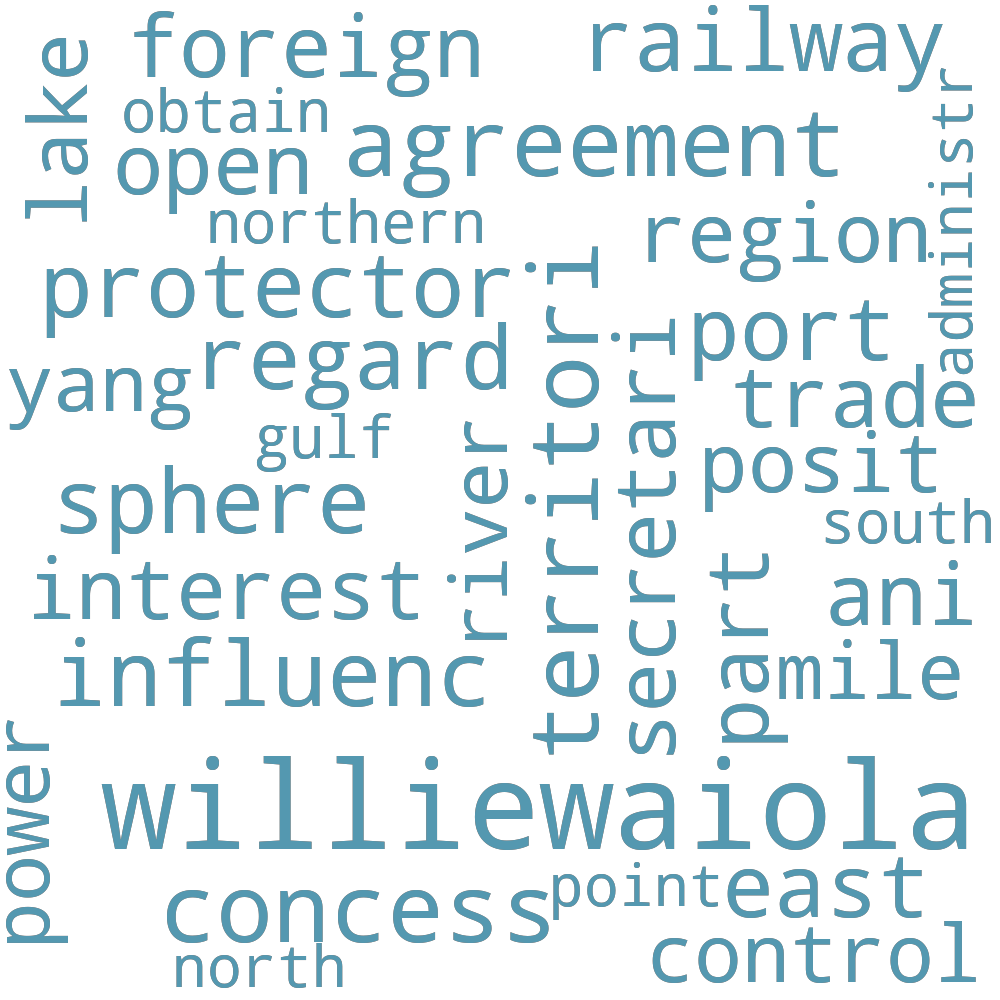 foreign
railway
lake
obtain
agreement
administr
open
northern
region
protector
territori
port
regard
secretari
yang
trade
gulf
river
posit
sphere
south
interest
part
ani
influenc
mile
power
williewaiola
concess
point
east
north
control